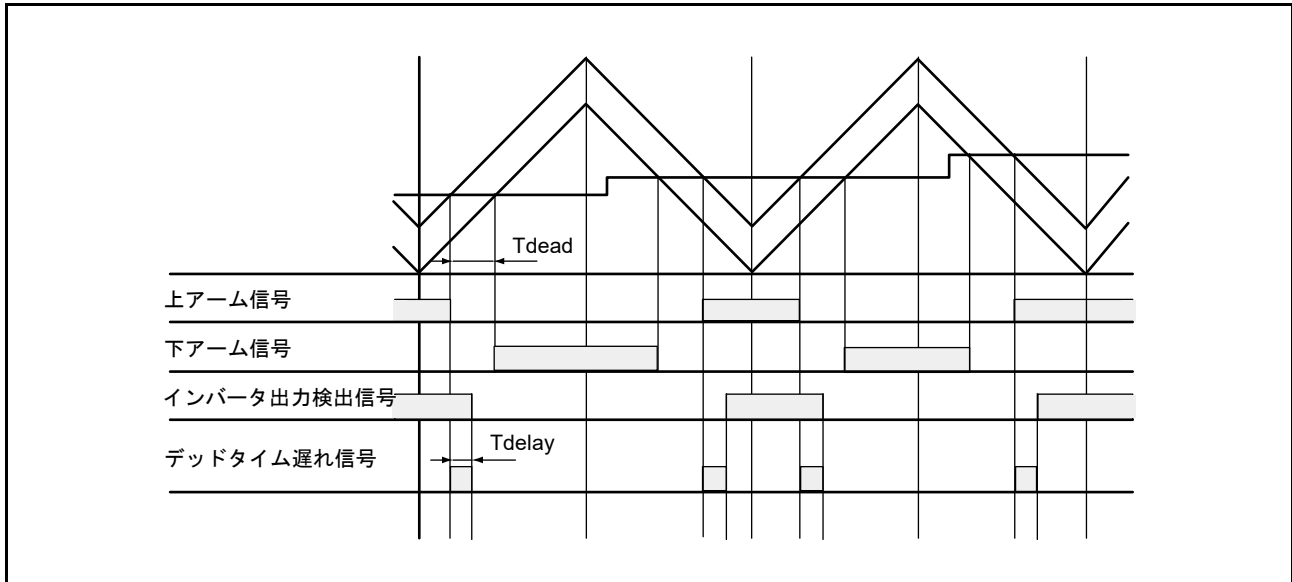 Tdead
上アーム信号
下アーム信号
インバータ出力検出信号
Tdelay
デッドタイム遅れ信号